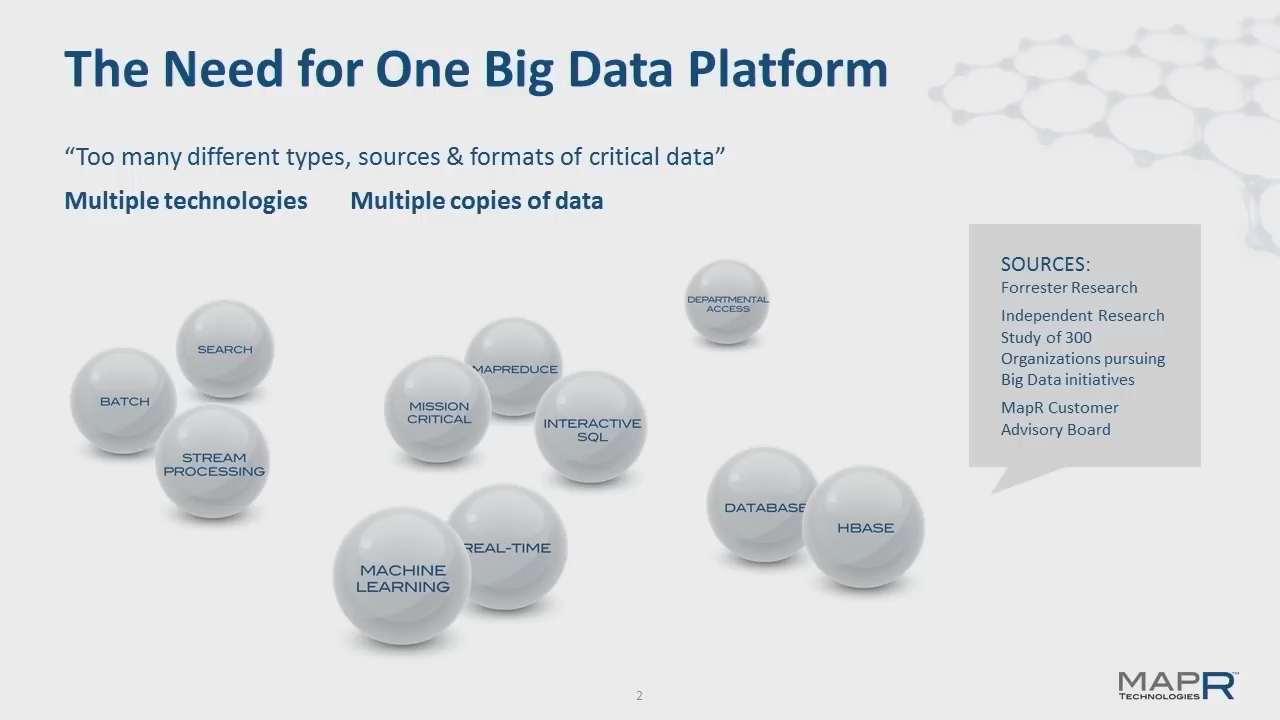 The Need for One Big Data Platform
“Too many different types, sources & formats of critical data”
Multiple technologies Multiple copies of data
DEPARTMENTAL
ACCESS
SEARCH
BATCH
STREAM
PROCESSING
MAPREDUCE
MISSION
CRITICAL
INTERACTIVE
SQL
REAL-TIME
MACHINE
LEARNING
DATABASE
HBASE
SOURCES:
Forrester Research
Independent Research
Study of 300
Organizations pursuing
Big Data initiatives
MapR Customer
Advisory Board
2
MAPR™
TECHNOLOGIES